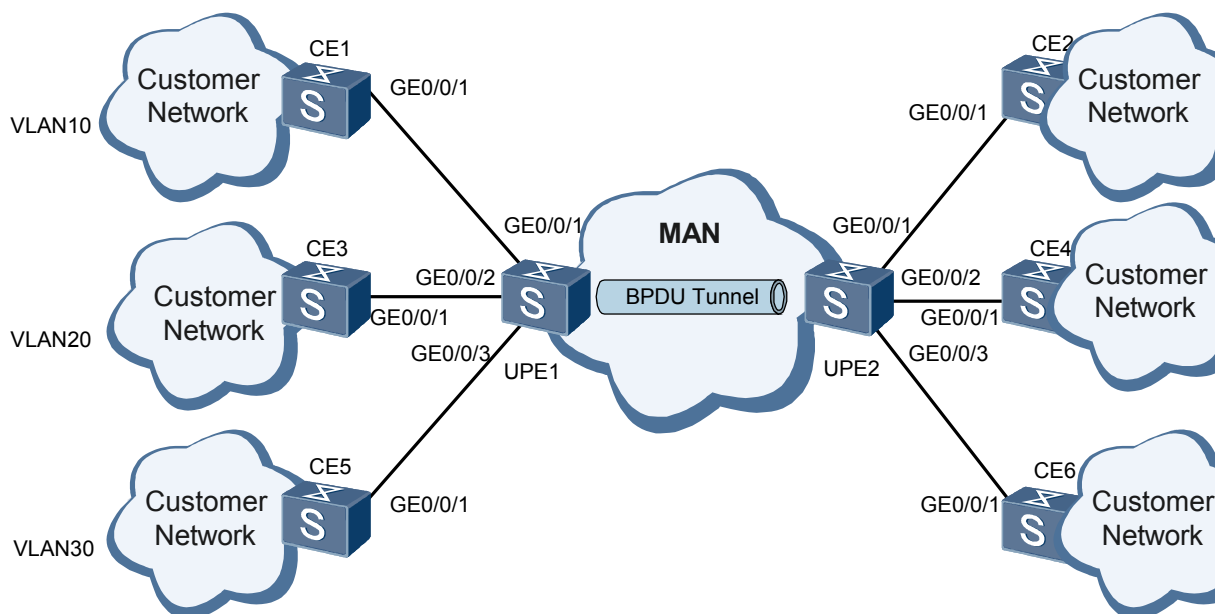 CE1
Customer
Network
GE0/0/1
VLAN10
CE2
Customer
Network
GE0/0/1
GE0/0/1
MAN
GE0/0/1
CE3
Customer
Network
GE0/0/2
GE0/0/1
VLAN20
S
S
S
S
S
S
S
S
BPDU Tunnel
GE0/0/3
UPE1
UPE2
CE4
GE0/0/2
GE0/0/1
GE0/0/3
Customer
Network
CE5
Customer
Network
GE0/0/1
VLAN30
CE6
GE0/0/1
Customer
Network